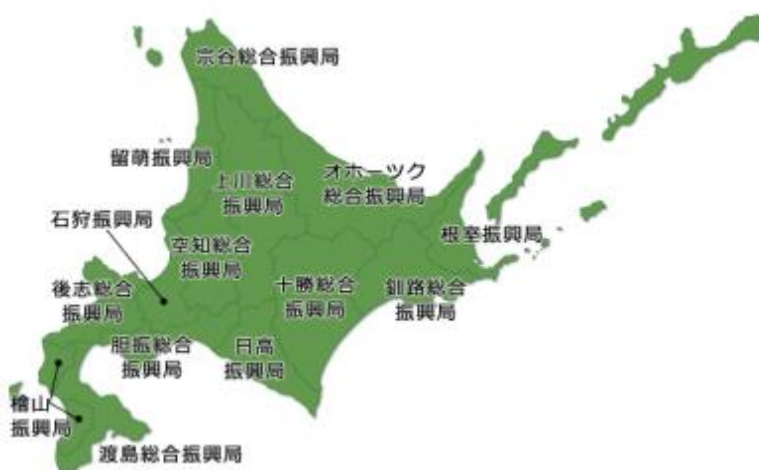 宗谷総合振興局
留萌振興局
上川総合
振興局
オホーツク
総合振興局
石狩振興局
空知総合
振興局
根室振興局
後志総合
振興局
十勝総合
振興局
釧路総合
振興局
胆振総合
振興局
日高
振興局
檜山
振興局
渡島総合振興局